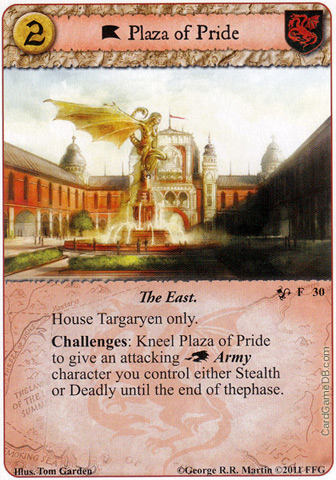 2
Plaza of Pride
The East.
F 30
House Targaryen only.
Challenges: Kneel Plaza of Pride
to give an attacking Army
character you control either Stealth
or Deadly until the end of thephase.
CardGameDB.com
Illus. Tom Garden
©George R.R. Martin ©2011 FFG